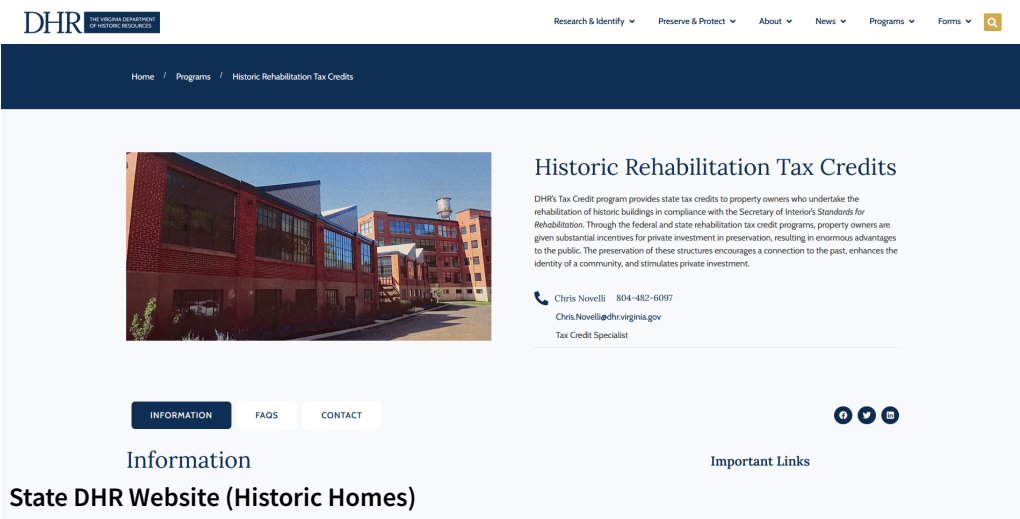 DHR THE VIRGINIA DEPARTMENT
OF HISTORIC RESOURCES
Research & Identify Preserve & Protect About News Programs Forms
Home / Programs / Historic Rehabilitation Tax Credits
Historic Rehabilitation Tax Credits
DHR's Tax Credit program provides state tax credits to property owners who undertake the
rehabilitation of historic buildings in compliance with the Secretary of Interior's Standards for
Rehabilitation. Through the federal and state rehabilitation tax credit programs, property owners are
given substantial incentives for private investment in preservation, resulting in enormous advantages
to the public. The preservation of these structures encourages a connection to the past, enhances the
identity of a community, and stimulates private investment.
Chris Novelli 804-482-6097
Chris.Novelli@dhr.virginia.gov
Tax Credit Specialist
INFORMATION FAQS CONTACT
Information
Important Links
State DHR Website (Historic Homes)